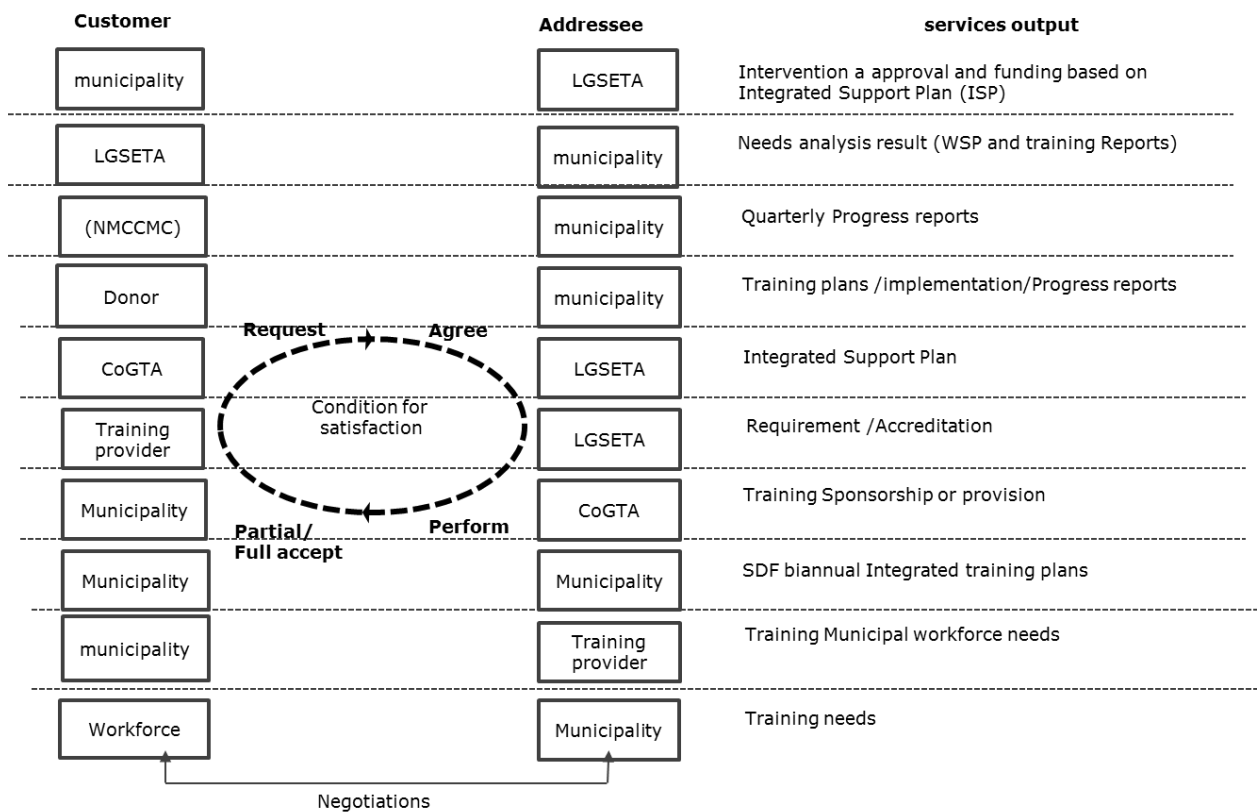 Customer
Addressee
services output
municipality
LGSETA
Intervention a approval and funding based on
Integrated Support Plan (ISP)
LGSETA
municipality
Needs analysis result (WSP and training Reports)
(NMCCMC)
municipality
Quarterly Progress reports
Donor
municipality
Training plans /implementation/Progress reports
Request
Agree
CoGTA
LGSETA
Integrated Support Plan
Condition for
satisfaction
Training
provider
LGSETA
Requirement /Accreditation
Municipality
CoGTA
Training Sponsorship or provision
Partial/
Full accept
Perform
Municipality
Municipality
SDF biannual Integrated training plans
municipality
Training
provider
Training Municipal workforce needs
Workforce
Municipality
Training needs
Negotiations